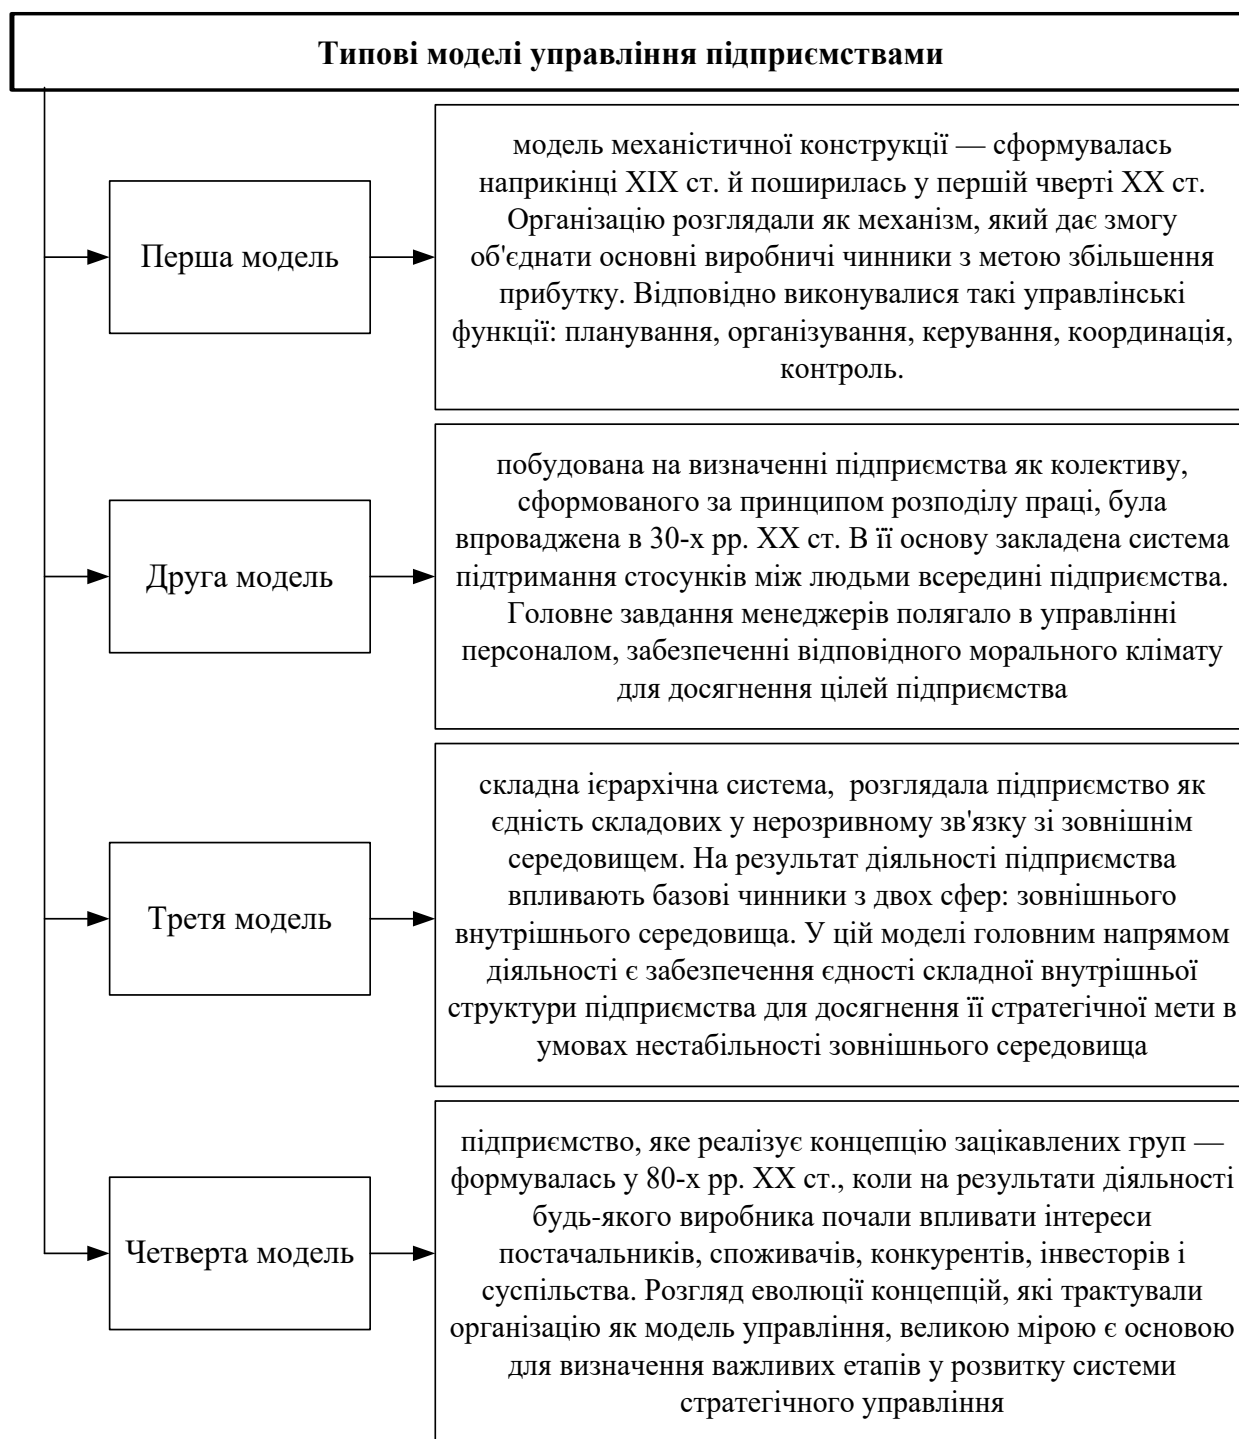 Типові моделі управління підприємствами
Перша модель
модель механістичної конструкції — сформувалась
наприкінці XIX ст. й поширилась у першій чверті XX ст.
Організацію розглядали як механізм, який дає змогу
об'єднати основні виробничі чинники з метою збільшення
прибутку. Відповідно виконувалися такі управлінські
функції: планування, організування, керування, координація,
контроль.
Друга модель
побудована на визначенні підприємства як колективу,
сформованого за принципом розподілу праці, була
впроваджена в 30-х рр. XX ст. В її основу закладена система
підтримання стосунків між людьми всередині підприємства.
Головне завдання менеджерів полягало в управлінні
персоналом, забезпеченні відповідного морального клімату
для досягнення цілей підприємства
Третя модель
складна ієрархічна система,  розглядала підприємство як
єдність складових у нерозривному зв'язку зі зовнішнім
середовищем. На результат діяльності підприємства
впливають базові чинники з двох сфер: зовнішнього
внутрішнього середовища. У цій моделі головним напрямом
діяльності є забезпечення єдності складної внутрішньої
структури підприємства для досягнення її стратегічної мети в
умовах нестабільності зовнішнього середовища
Четверта модель
підприємство, яке реалізує концепцію зацікавлених груп —
формувалась у 80-х рр. XX ст., коли на результати діяльності
будь-якого виробника почали впливати інтереси
постачальників, споживачів, конкурентів, інвесторів і
суспільства. Розгляд еволюції концепцій, які трактували
організацію як модель управління, великою мірою є основою
для визначення важливих етапів у розвитку системи
стратегічного управління